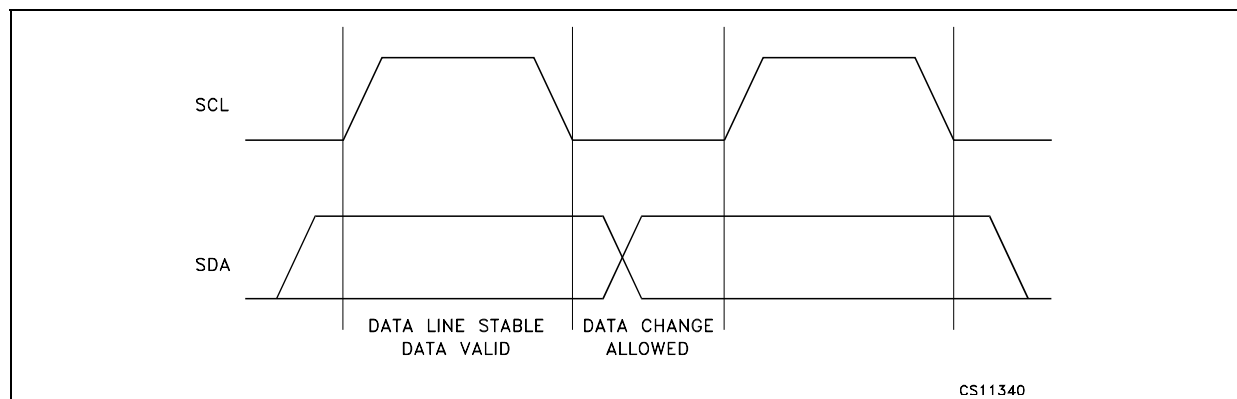 SCL
SDA
DATA LINE STABLE
DATA VALID
DATA CHANGE
ALLOWED
CS11340